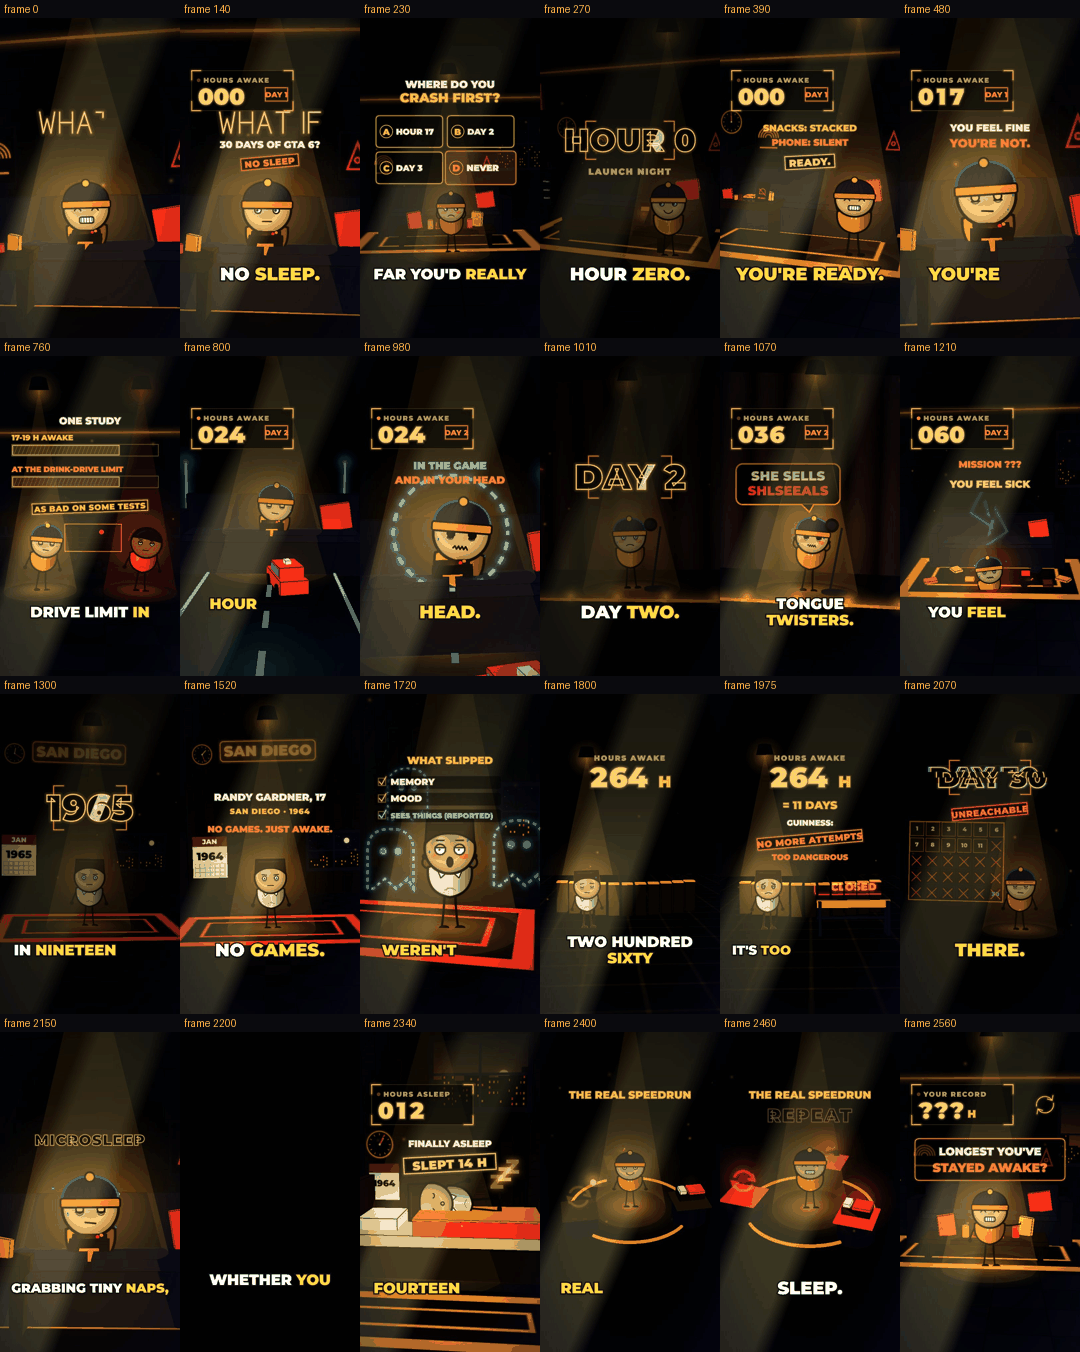 frame 0
WHAT
frame 140
HOURS AWAKE
000 DAY 1
WHAT IF
30 DAYS OF GTA 6?
NO SLEEP
NO SLEEP.
frame 230
WHERE DO YOU
CRASH FIRST?
A HOUR 17
B DAY 2
C DAY 3
D NEVER
FAR YOU'D REALLY
frame 270
HOUR 0
LAUNCH NIGHT
HOUR ZERO.
frame 390
HOURS AWAKE
000 DAY 1
SNACKS: STACKED
PHONE: SILENT
READY.
YOU'RE READY.
frame 480
HOURS AWAKE
017 DAY 1
YOU FEEL FINE
YOU'RE NOT.
YOU'RE
frame 760
ONE STUDY
17-19 H AWAKE
AT THE DRINK-DRIVE LIMIT
AS BAD ON SOME TESTS
DRIVE LIMIT IN
frame 800
HOURS AWAKE
024 DAY 2
HOUR
frame 980
HOURS AWAKE
024 DAY 2
IN THE GAME
AND IN YOUR HEAD
HEAD.
frame 1010
DAY 2
DAY TWO.
frame 1070
HOURS AWAKE
036 DAY 2
SHE SELLS
SHLSEEALS
TONGUE
TWISTERS.
frame 1210
HOURS AWAKE
060 DAY 3
MISSION ???
YOU FEEL SICK
YOU FEEL
frame 1300
SAN DIEGO
1965
JAN
1965
IN NINETEEN
frame 1520
SAN DIEGO
RANDY GARDNER, 17
SAN DIEGO · 1964
NO GAMES. JUST AWAKE.
JAN
1964
NO GAMES.
frame 1720
WHAT SLIPPED
MEMORY
MOOD
SEES THINGS (REPORTED)
WEREN'T
frame 1800
HOURS AWAKE
264 H
TWO HUNDRED
SIXTY
frame 1975
HOURS AWAKE
264 H
= 11 DAYS
GUINNESS:
NO MORE ATTEMPTS
TOO DANGEROUS
CLOSED
IT'S TOO
frame 2070
DAY 30
UNREACHABLE
1 2 3 4 5 6
7 8 9 10 11
THERE.
frame 2150
MICROSLEEP
GRABBING TINY NAPS,
frame 2200
WHETHER YOU
frame 2340
HOURS ASLEEP
012
FINALLY ASLEEP
SLEPT 14 H
1964
FOURTEEN
frame 2400
THE REAL SPEEDRUN
REAL
frame 2460
THE REAL SPEEDRUN
REPEAT
SLEEP.
frame 2560
YOUR RECORD
??? H
LONGEST YOU'VE
STAYED AWAKE?